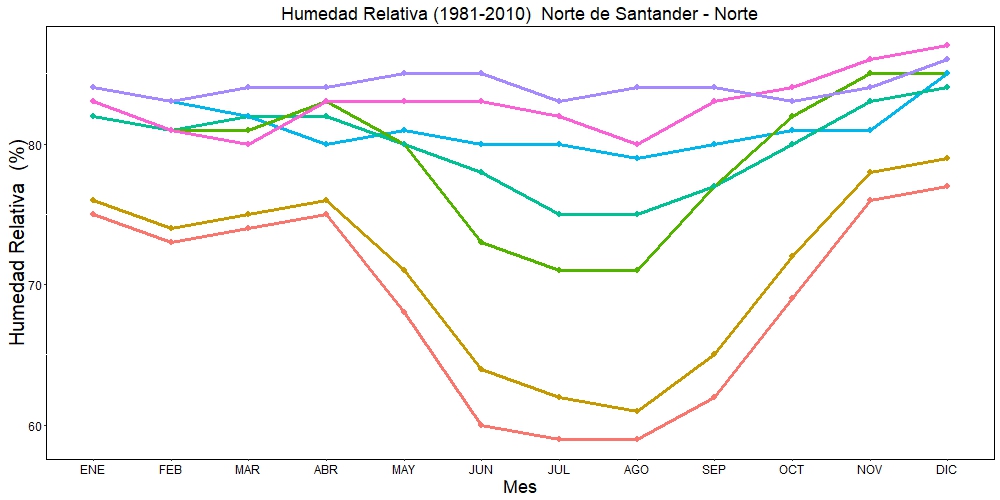 Humedad Relativa (1981-2010)  Norte de Santander - Norte
Humedad Relativa  (%)
80
70
60
ENE FEB MAR ABR MAY JUN JUL AGO SEP OCT NOV DIC
Mes